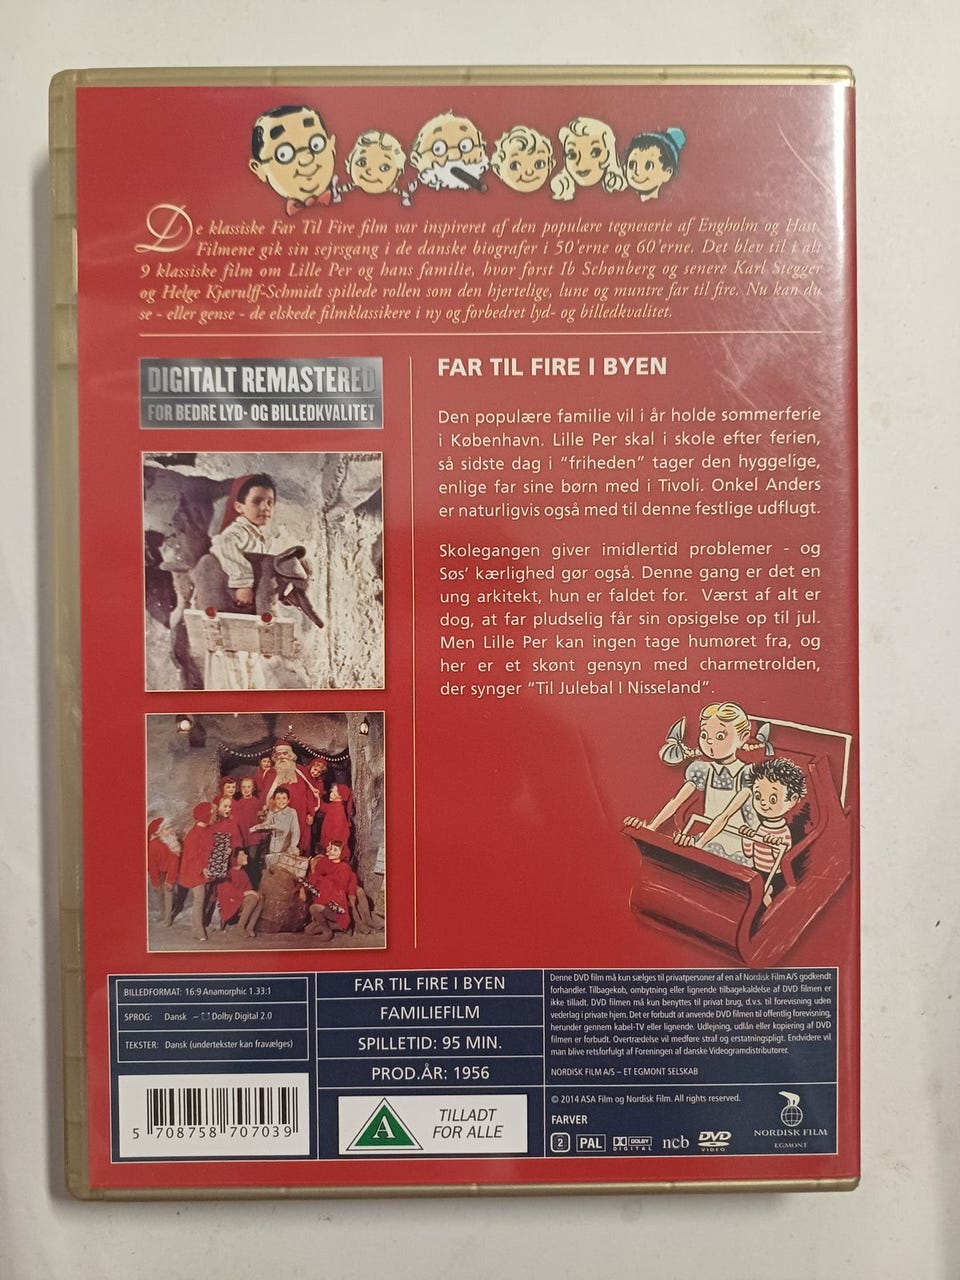 De klassiske Far Til Fire film var inspireret af den populære tegneserie af Engholm og Hast.
Filmene gik sin sejrsgang i de danske biografer i 50'erne og 60'erne. Det blev til i alt
9 klassiske film om Lille Per og hans familie, hvor først Ib Schønberg og senere Karl Stegger
og Helge Kjærulff-Schmidt spillede rollen som den hjertelige, lune og muntre far til fire. Nu kan du
se - eller gense - de elskede filmklassikere i ny og forbedret lyd- og billedkvalitet.
DIGITALT REMASTERED
FOR BEDRE LYD- OG BILLEDKVALITET
FAR TIL FIRE I BYEN
Den populære familie vil i år holde sommerferie
i København. Lille Per skal i skole efter ferien,
så sidste dag i "friheden" tager den hyggelige,
enlige far sine børn med i Tivoli. Onkel Anders
er naturligvis også med til denne festlige udflugt.
Skolegangen giver imidlertid problemer - og
Søs' kærlighed gør også. Denne gang er det en
ung arkitekt, hun er faldet for. Værst af alt er
dog, at far pludselig får sin opsigelse op til jul.
Men Lille Per kan ingen tage humøret fra, og
her er et skønt gensyn med charmetrolden,
der synger "Til Julebal I Nisseland".
BILLEDFORMAT: 16:9 Anamorphic 1.33:1
SPROG: Dansk – Dolby Digital 2.0
TEKSTER: Dansk (undertekster kan fravælges)
5 708758 707039
FAR TIL FIRE I BYEN
FAMILIEFILM
SPILLETID: 95 MIN.
PROD.ÅR: 1956
A TILLADT
FOR ALLE
Denne DVD film må kun sælges til privatpersoner af en af Nordisk Film A/S godkendt
forhandler. Tilbagekøb, ombytning eller lignende tilbagekaldelse af DVD filmen er
ikke tilladt. DVD filmen må kun benyttes til privat brug, d.v.s. til forevisning uden
vederlag i private hjem. Det er forbudt at anvende DVD filmen til offentlig forevisning,
herunder gennem kabel-TV eller lignende. Udlejning, udlån eller kopiering af DVD
filmen er forbudt. Overtrædelse vil medføre straf og erstatningspligt. Endvidere vil
man blive retsforfulgt af Foreningen af danske Videogramdistributører.
NORDISK FILM A/S – ET EGMONT SELSKAB
© 2014 ASA Film og Nordisk Film. All rights reserved.
FARVER
2 PAL DOLBY DIGITAL ncb DVD VIDEO
NORDISK FILM
EGMONT